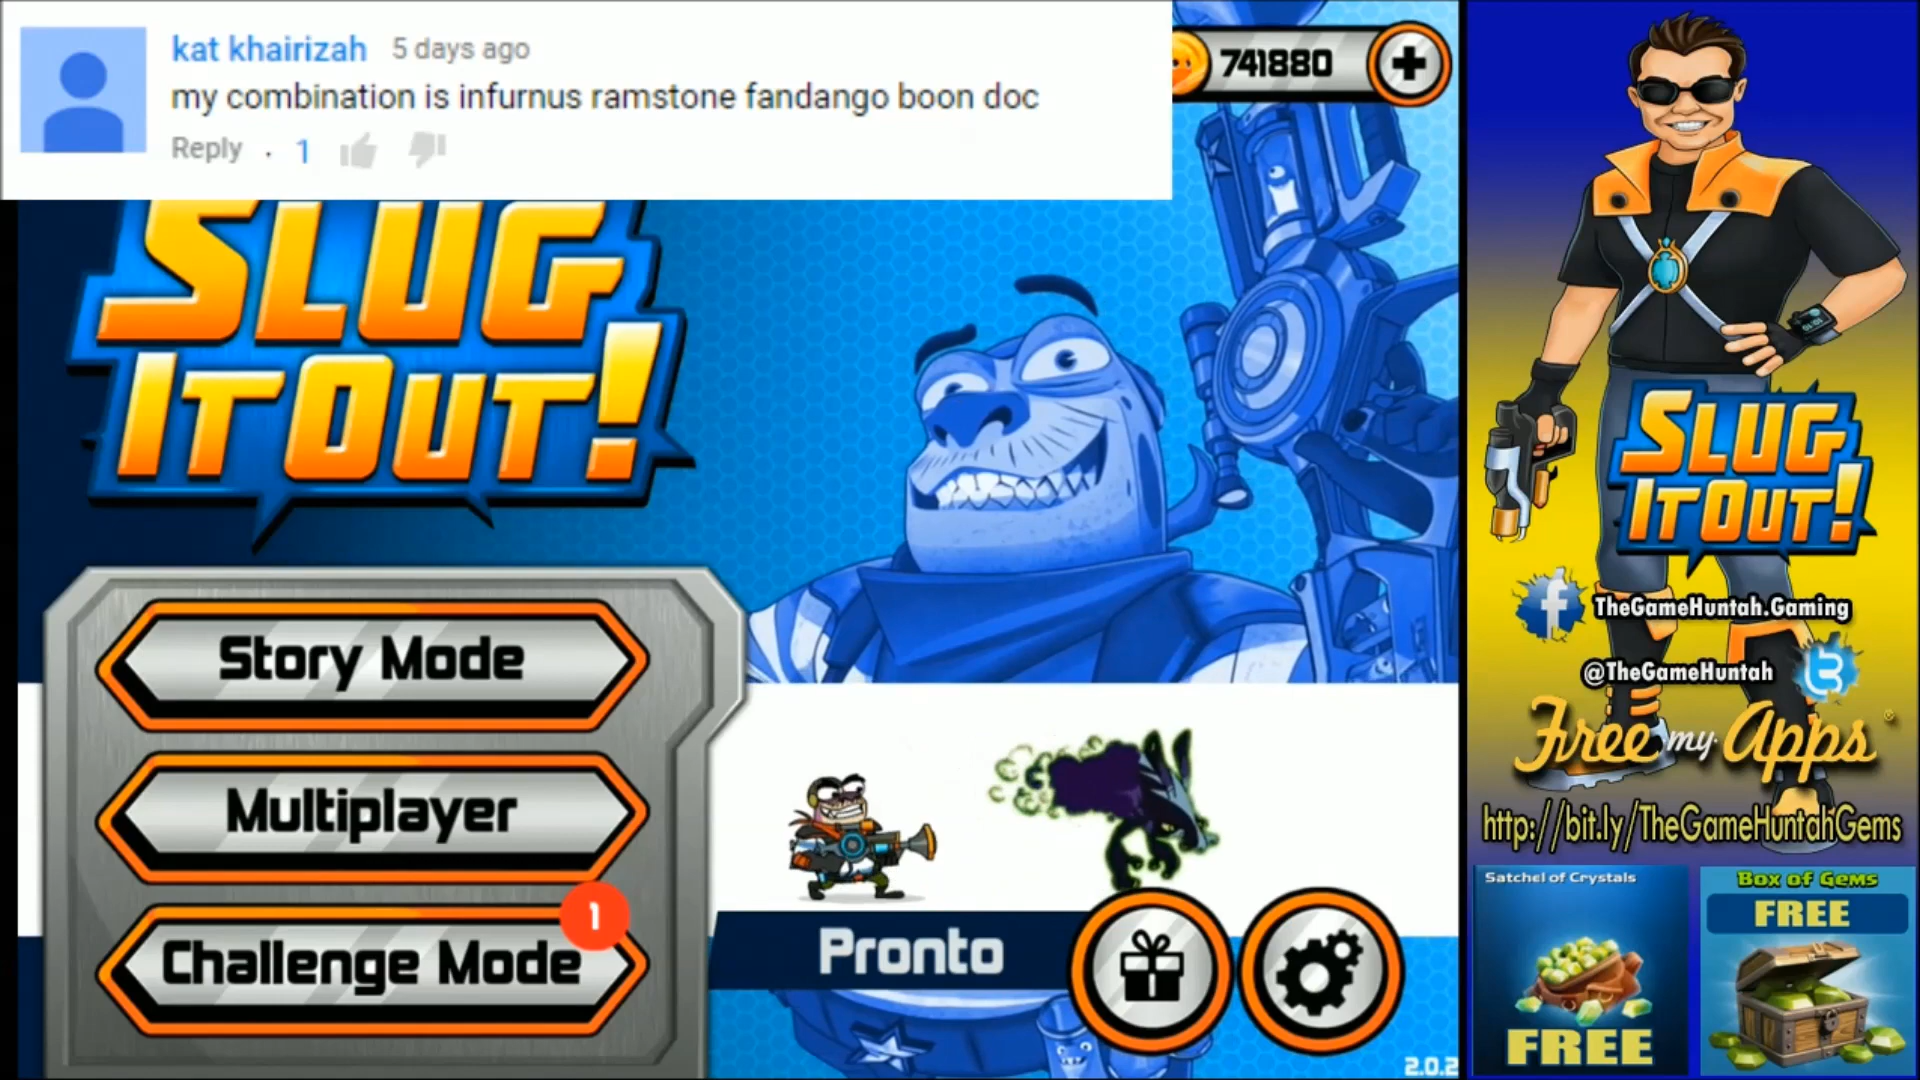 kat khairizah 5 days ago
my combination is infurnus ramstone fandango boon doc
Reply . 1
741880
SLUG
IT OUT!
Story Mode
Multiplayer
Challenge Mode
1
Pronto
2.0.2
SLUG
IT OUT!
TheGameHuntah.Gaming
@TheGameHuntah
Free my Apps
http://bit.ly/TheGameHuntahGems
Satchel of Crystals
FREE
Box of Gems
FREE